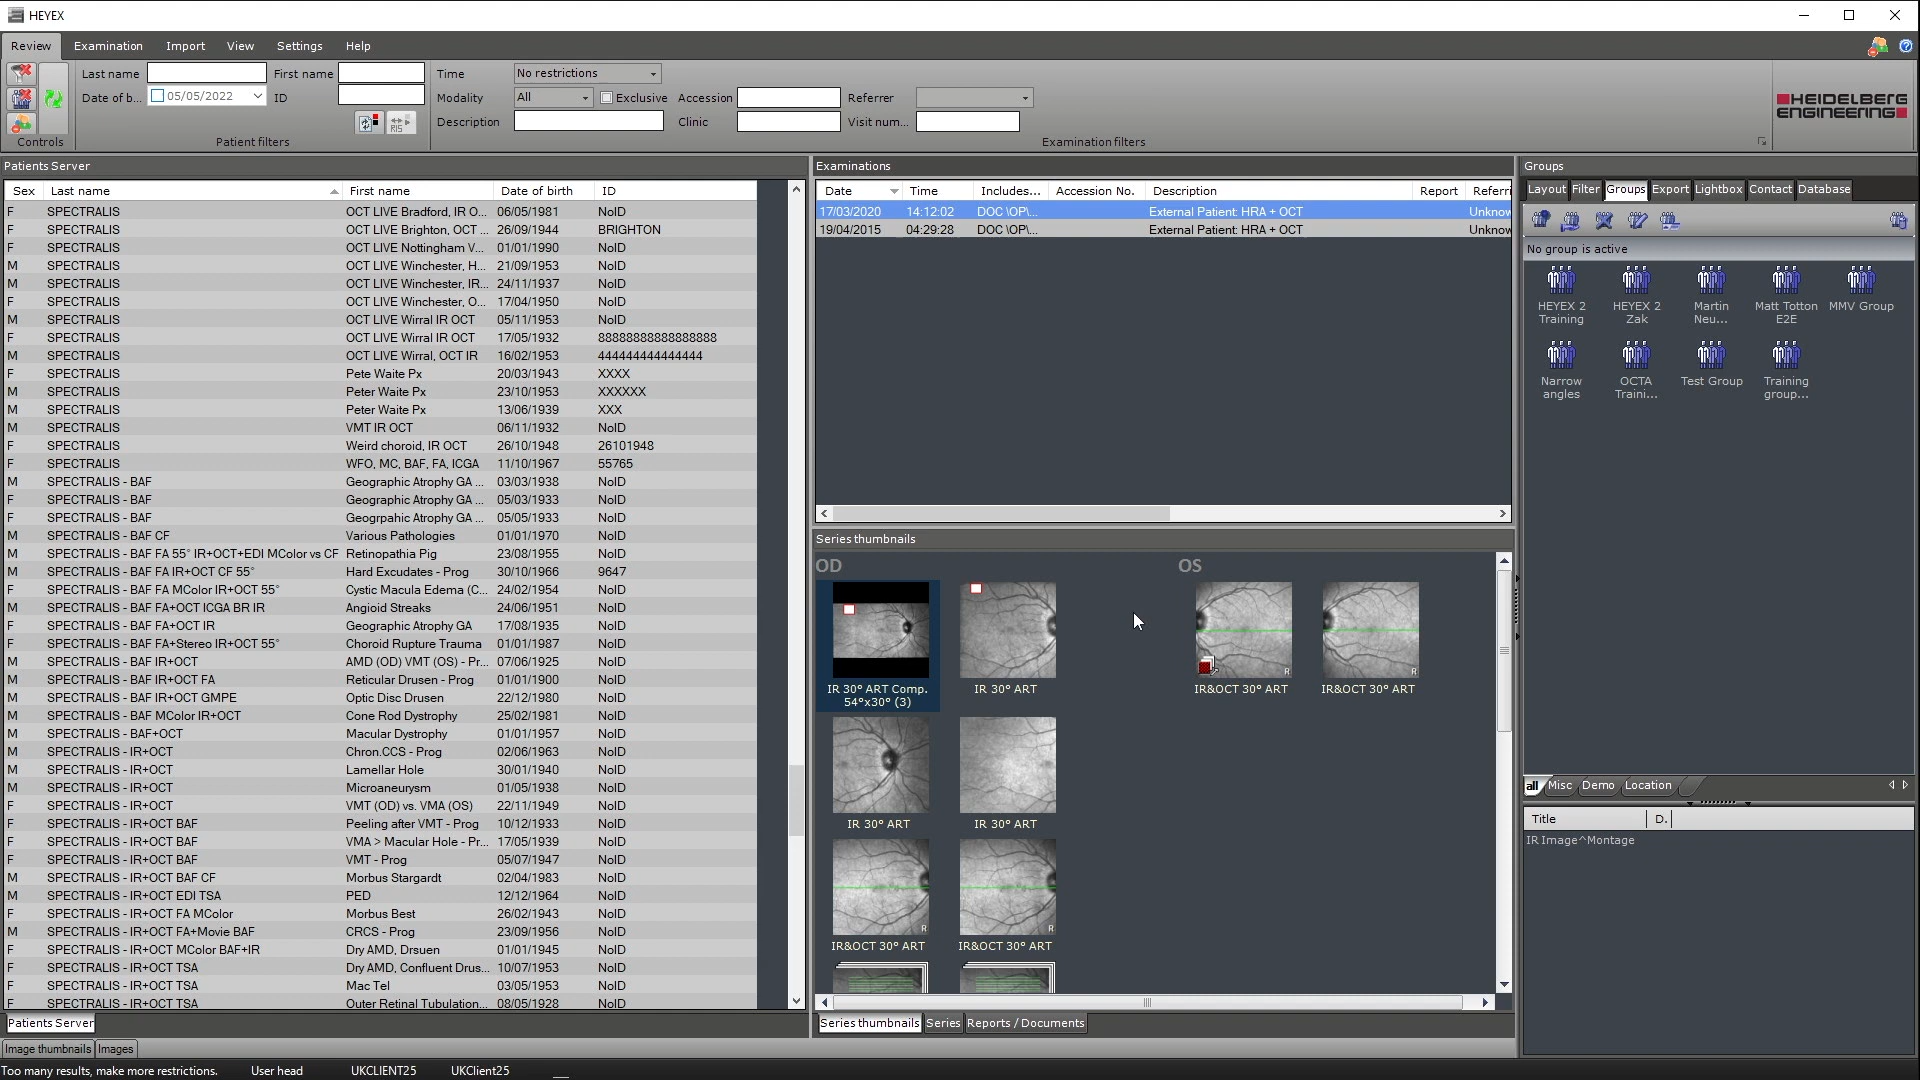 HEYEX
Review Examination Import View Settings Help
Last name First name Time No restrictions
Date of b... 05/05/2022 ID Modality All Exclusive Accession Referrer
RIS Description Clinic Visit num...
Controls Patient filters Examination filters
HEIDELBERG
ENGINEERING
Patients Server
Sex Last name First name Date of birth ID
F SPECTRALIS OCT LIVE Bradford, IR O... 06/05/1981 NoID
F SPECTRALIS OCT LIVE Brighton, OCT ... 26/09/1944 BRIGHTON
F SPECTRALIS OCT LIVE Nottingham V... 01/01/1990 NoID
M SPECTRALIS OCT LIVE Winchester, H... 21/09/1953 NoID
M SPECTRALIS OCT LIVE Winchester, IR... 24/11/1937 NoID
F SPECTRALIS OCT LIVE Winchester, O... 17/04/1950 NoID
M SPECTRALIS OCT LIVE Wirral IR OCT 05/11/1953 NoID
F SPECTRALIS OCT LIVE Wirral IR OCT 17/05/1932 88888888888888888
M SPECTRALIS OCT LIVE Wirral, OCT IR 16/02/1953 444444444444444
F SPECTRALIS Pete Waite Px 20/03/1943 XXXX
M SPECTRALIS Peter Waite Px 23/10/1953 XXXXXX
M SPECTRALIS Peter Waite Px 13/06/1939 XXX
M SPECTRALIS VMT IR OCT 06/11/1932 NoID
F SPECTRALIS Weird choroid, IR OCT 26/10/1948 26101948
F SPECTRALIS WFO, MC, BAF, FA, ICGA 11/10/1967 55765
M SPECTRALIS - BAF Geographic Atrophy GA ... 03/03/1938 NoID
F SPECTRALIS - BAF Geographic Atrophy GA ... 05/03/1933 NoID
F SPECTRALIS - BAF Geogrpahic Atrophy GA ... 05/05/1933 NoID
M SPECTRALIS - BAF CF Various Pathologies 01/01/1970 NoID
M SPECTRALIS - BAF FA 55° IR+OCT+EDI MColor vs CF Retinopathia Pig 23/08/1955 NoID
M SPECTRALIS - BAF FA IR+OCT CF 55° Hard Excudates - Prog 30/10/1966 9647
M SPECTRALIS - BAF FA MColor IR+OCT 55° Cystic Macula Edema (C... 24/02/1954 NoID
M SPECTRALIS - BAF FA+OCT ICGA BR IR Angioid Streaks 24/06/1951 NoID
F SPECTRALIS - BAF FA+OCT IR Geographic Atrophy GA 17/08/1935 NoID
F SPECTRALIS - BAF FA+Stereo IR+OCT 55° Choroid Rupture Trauma 01/01/1987 NoID
M SPECTRALIS - BAF IR+OCT AMD (OD) VMT (OS) - Pr... 07/06/1925 NoID
M SPECTRALIS - BAF IR+OCT FA Reticular Drusen - Prog 01/01/1900 NoID
M SPECTRALIS - BAF IR+OCT GMPE Optic Disc Drusen 22/12/1980 NoID
M SPECTRALIS - BAF MColor IR+OCT Cone Rod Dystrophy 25/02/1981 NoID
M SPECTRALIS - BAF+OCT Macular Dystrophy 01/01/1957 NoID
M SPECTRALIS - IR+OCT Chron.CCS - Prog 02/06/1963 NoID
M SPECTRALIS - IR+OCT Lamellar Hole 30/01/1940 NoID
M SPECTRALIS - IR+OCT Microaneurysm 01/05/1938 NoID
F SPECTRALIS - IR+OCT VMT (OD) vs. VMA (OS) 22/11/1949 NoID
F SPECTRALIS - IR+OCT BAF Peeling after VMT - Prog 10/12/1933 NoID
F SPECTRALIS - IR+OCT BAF VMA > Macular Hole - Pr... 17/05/1939 NoID
F SPECTRALIS - IR+OCT BAF VMT - Prog 05/07/1947 NoID
F SPECTRALIS - IR+OCT BAF CF Morbus Stargardt 02/04/1983 NoID
M SPECTRALIS - IR+OCT EDI TSA PED 12/12/1964 NoID
F SPECTRALIS - IR+OCT FA MColor Morbus Best 26/02/1943 NoID
M SPECTRALIS - IR+OCT FA+Movie BAF CRCS - Prog 23/09/1956 NoID
F SPECTRALIS - IR+OCT MColor BAF+IR Dry AMD, Drsuen 01/01/1945 NoID
F SPECTRALIS - IR+OCT TSA Dry AMD, Confluent Drus... 10/07/1953 NoID
F SPECTRALIS - IR+OCT TSA Mac Tel 03/05/1953 NoID
F SPECTRALIS - IR+OCT TSA Outer Retinal Tubulation... 08/05/1928 NoID
Patients Server
Image thumbnails Images
Too many results, make more restrictions. User head UKCLIENT25 UKClient25
Examinations
Date Time Includes... Accession No. Description Report Referri
17/03/2020 14:12:02 DOC \OP\... External Patient: HRA + OCT Unknow
19/04/2015 04:29:28 DOC \OP\... External Patient: HRA + OCT Unknow
Series thumbnails
OD OS
IR 30° ART Comp. 54°x30° (3)
IR 30° ART
R
IR&OCT 30° ART
R
IR&OCT 30° ART
IR 30° ART IR 30° ART
R R
IR&OCT 30° ART IR&OCT 30° ART
Series thumbnails Series Reports / Documents
Groups
Layout Filter Groups Export Lightbox Contact Database
No group is active
HEYEX 2 Training
HEYEX 2 Zak
Martin Neu...
Matt Totton E2E
MMV Group
Narrow angles
OCTA Traini...
Test Group
Training group...
all Misc Demo Location
Title D.
IR Image^Montage